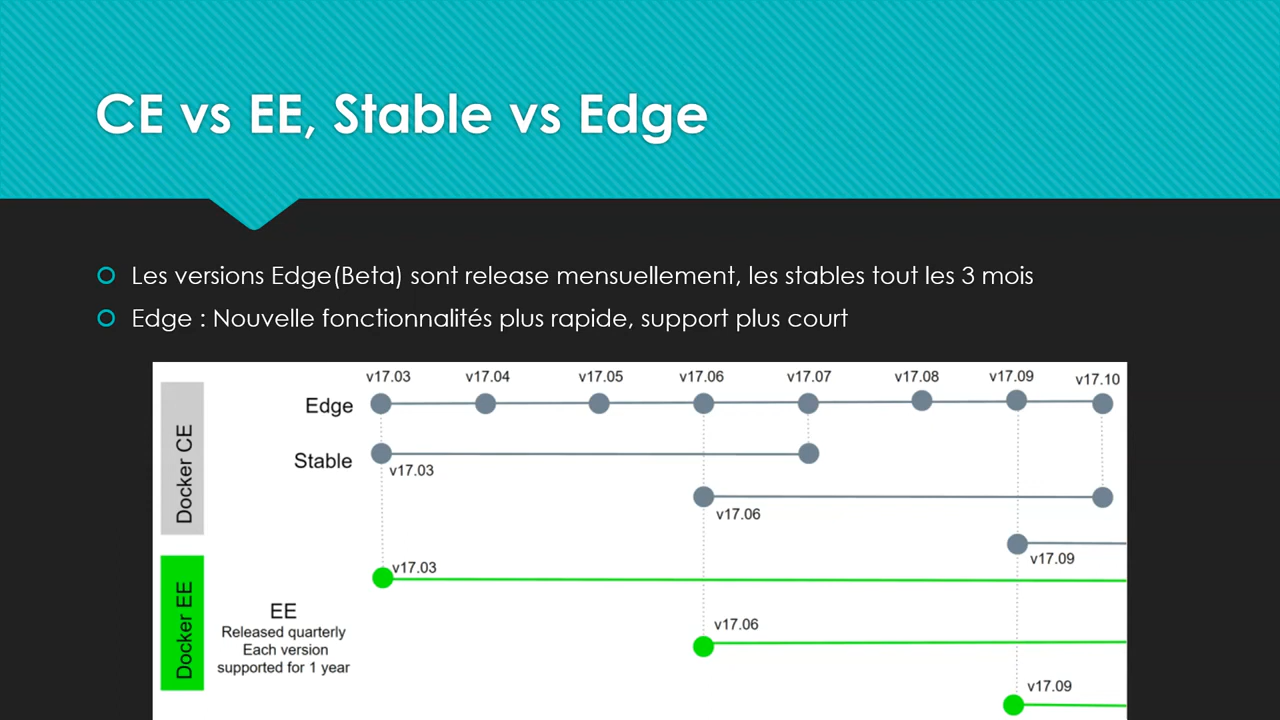 CE vs EE, Stable vs Edge
Les versions Edge(Beta) sont release mensuellement, les stables tout les 3 mois
Edge : Nouvelle fonctionnalités plus rapide, support plus court
v17.03 v17.04 v17.05 v17.06 v17.07 v17.08 v17.09 v17.10
Docker CE
Edge
Stable
v17.03
v17.06
v17.09
Docker EE
v17.03
EE
Released quarterly
Each version
supported for 1 year
v17.06
v17.09